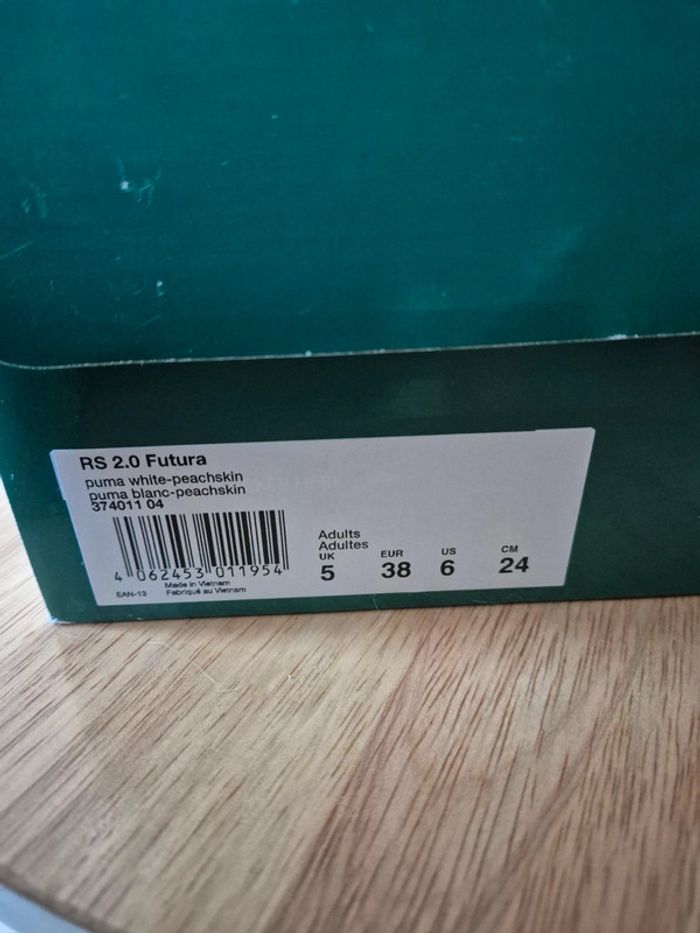 RS 2.0 Futura
puma white-peachskin
puma blanc-peachskin
374011 04
4 062453 011954
EAN-13
Made in Vietnam
Fabriqué au Vietnam
Adults
Adultes
UK EUR US CM
5 38 6 24